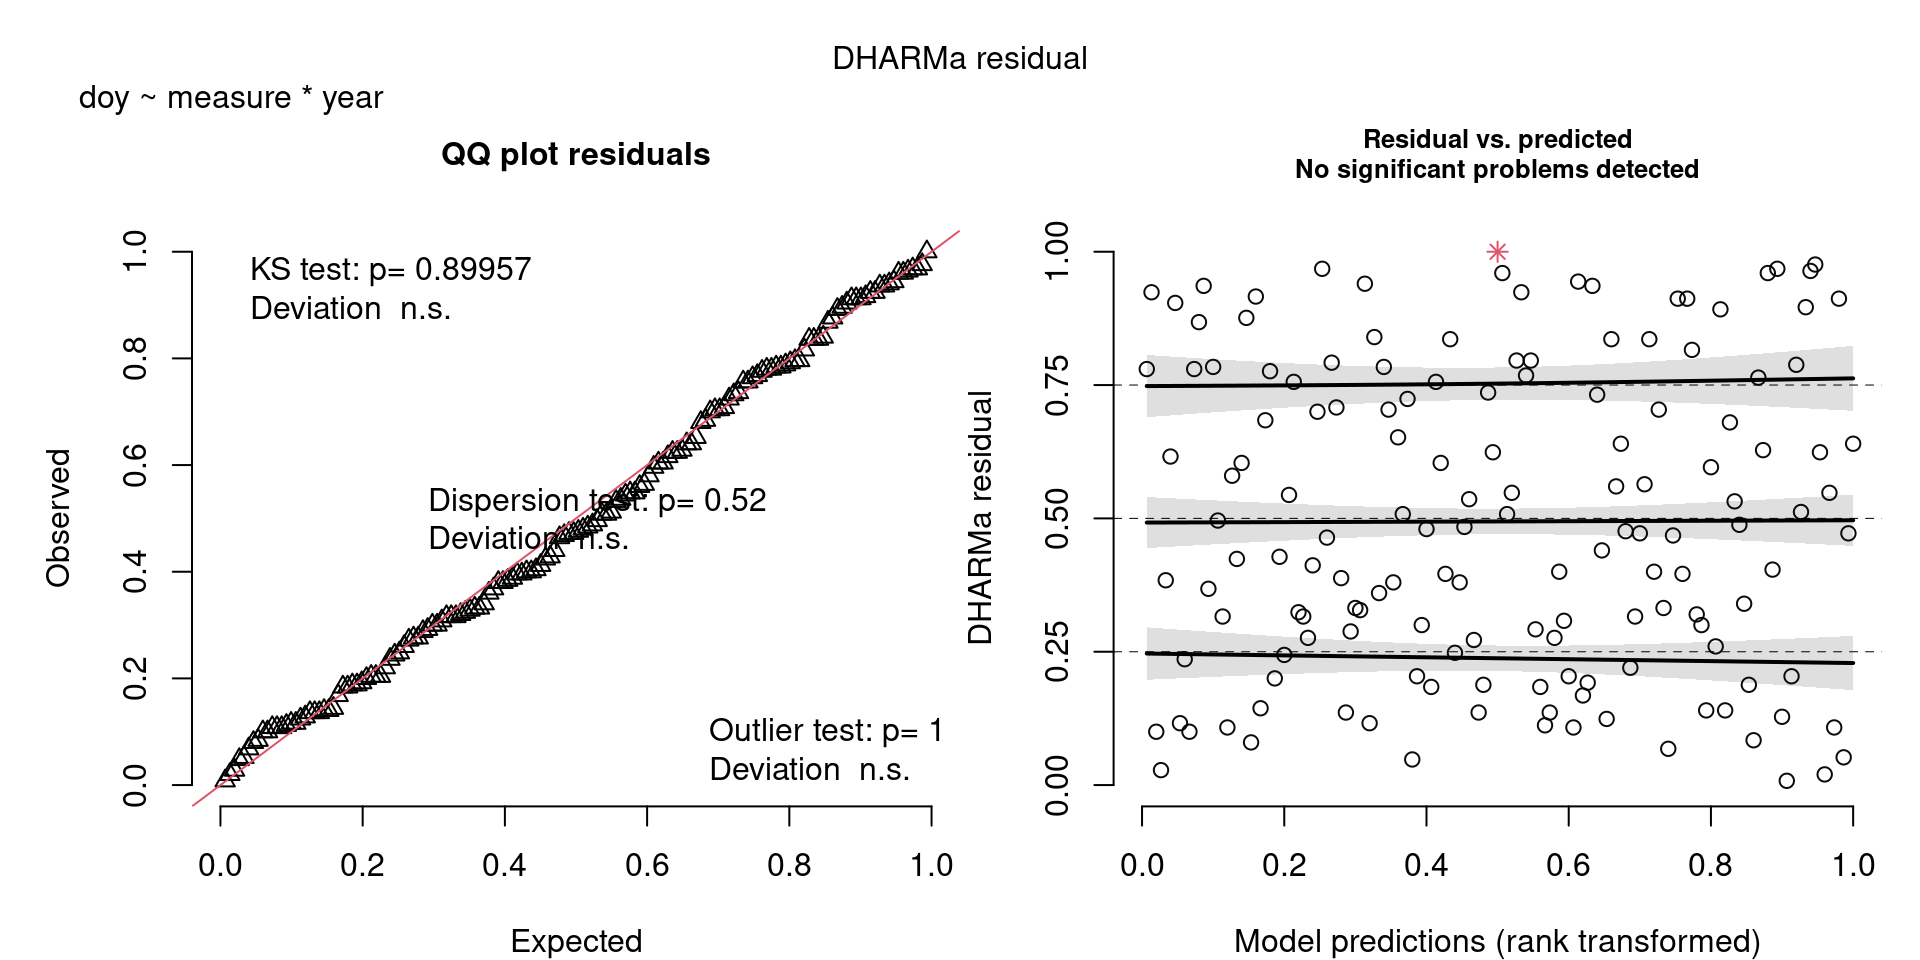 DHARMa residual
doy ~ measure * year
QQ plot residuals
KS test: p= 0.89957
Deviation  n.s.
Dispersion test: p= 0.52
Deviation  n.s.
Outlier test: p= 1
Deviation  n.s.
Observed
0.0 0.2 0.4 0.6 0.8 1.0
0.0 0.2 0.4 0.6 0.8 1.0
Expected
Residual vs. predicted
No significant problems detected
DHARMa residual
0.00 0.25 0.50 0.75 1.00
0.0 0.2 0.4 0.6 0.8 1.0
Model predictions (rank transformed)